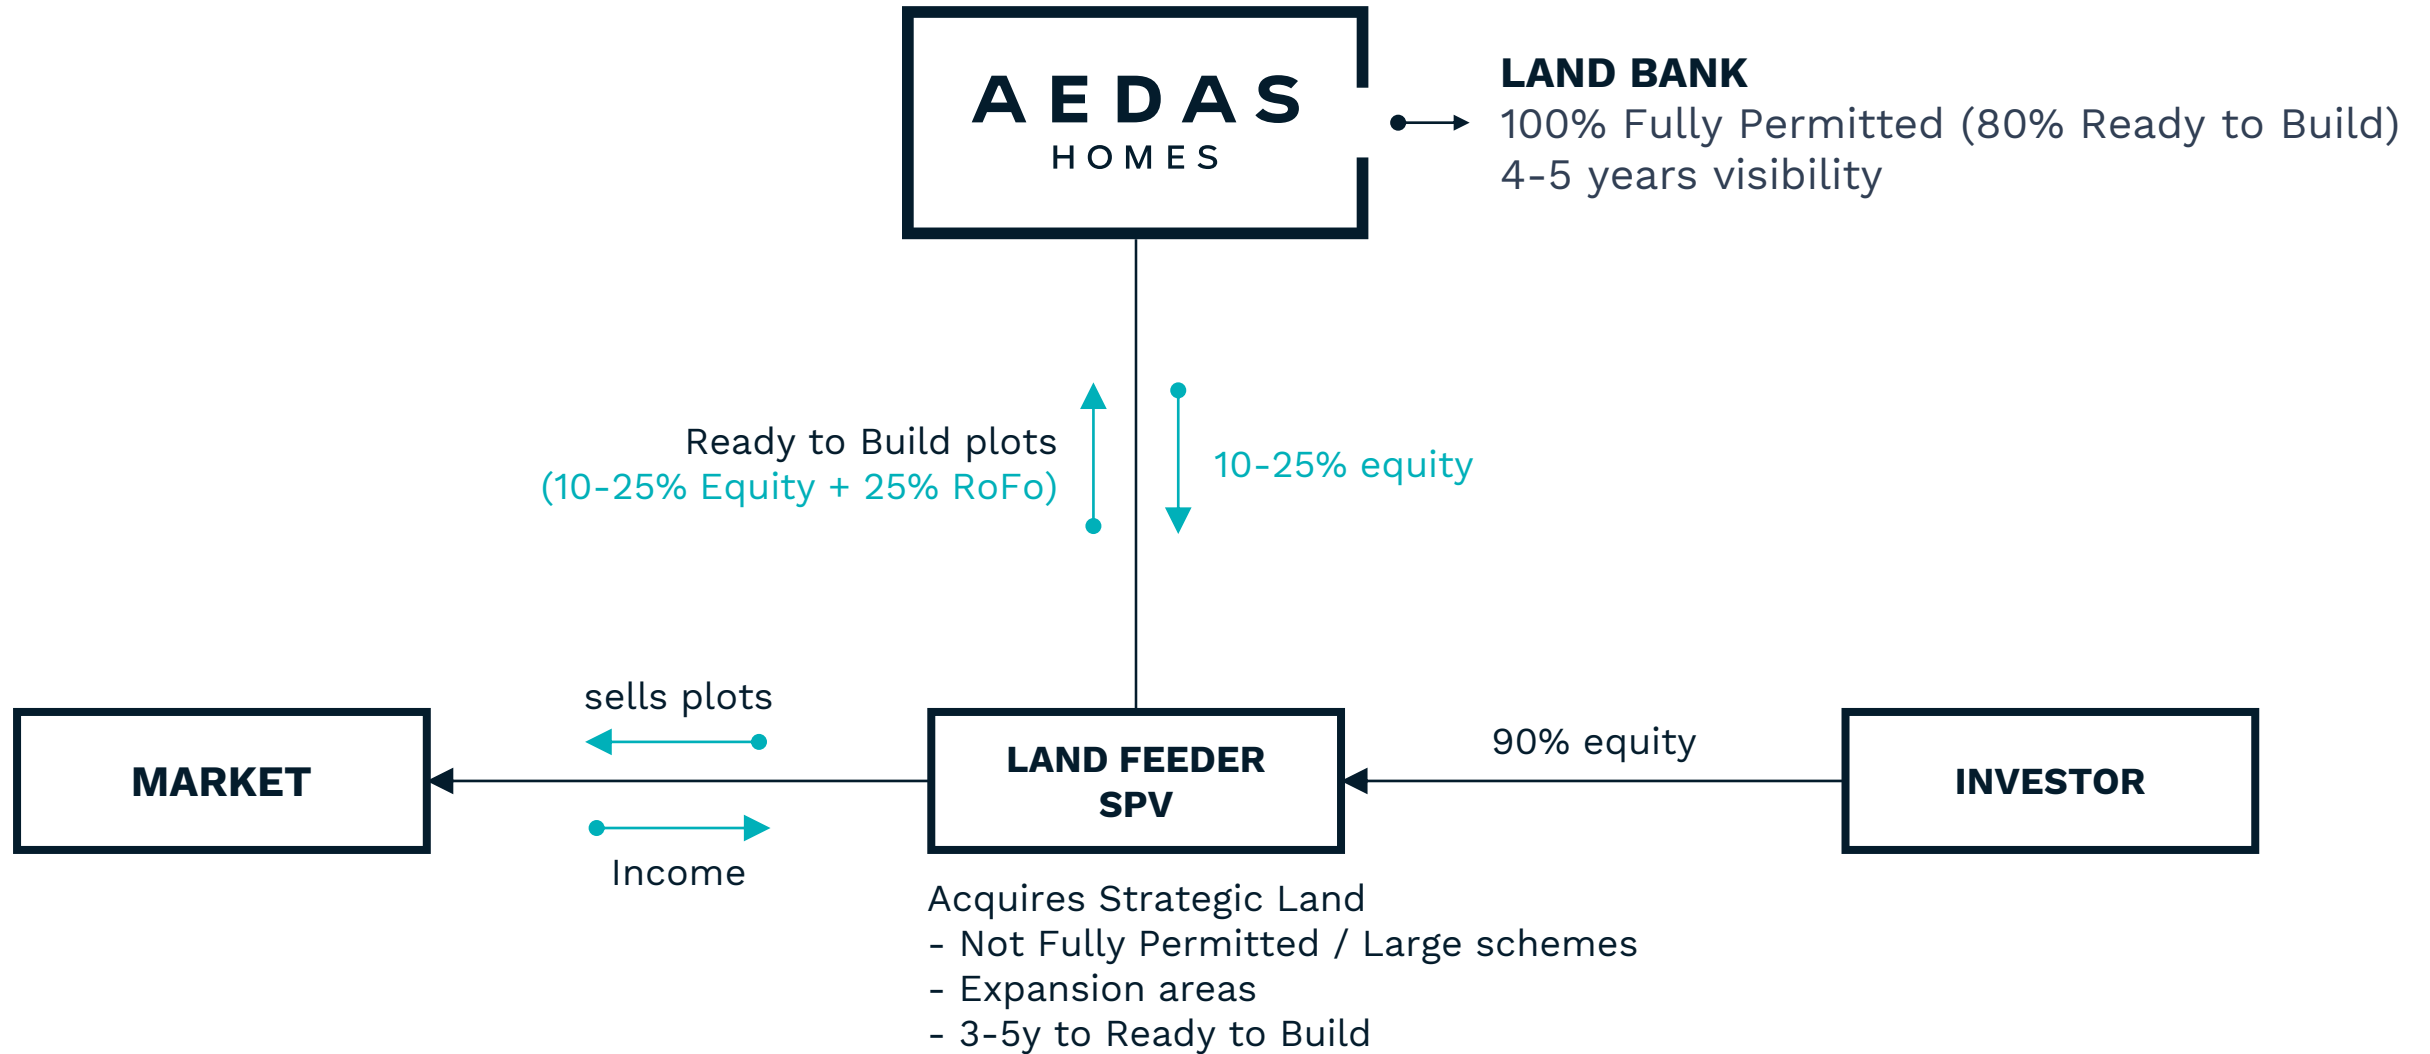 AEDAS
HOMES
LAND BANK
100% Fully Permitted (80% Ready to Build)
4-5 years visibility
Ready to Build plots
(10-25% Equity + 25% RoFo)
10-25% equity
sells plots
MARKET
Income
LAND FEEDER
SPV
90% equity
INVESTOR
Acquires Strategic Land
- Not Fully Permitted / Large schemes
- Expansion areas
- 3-5y to Ready to Build